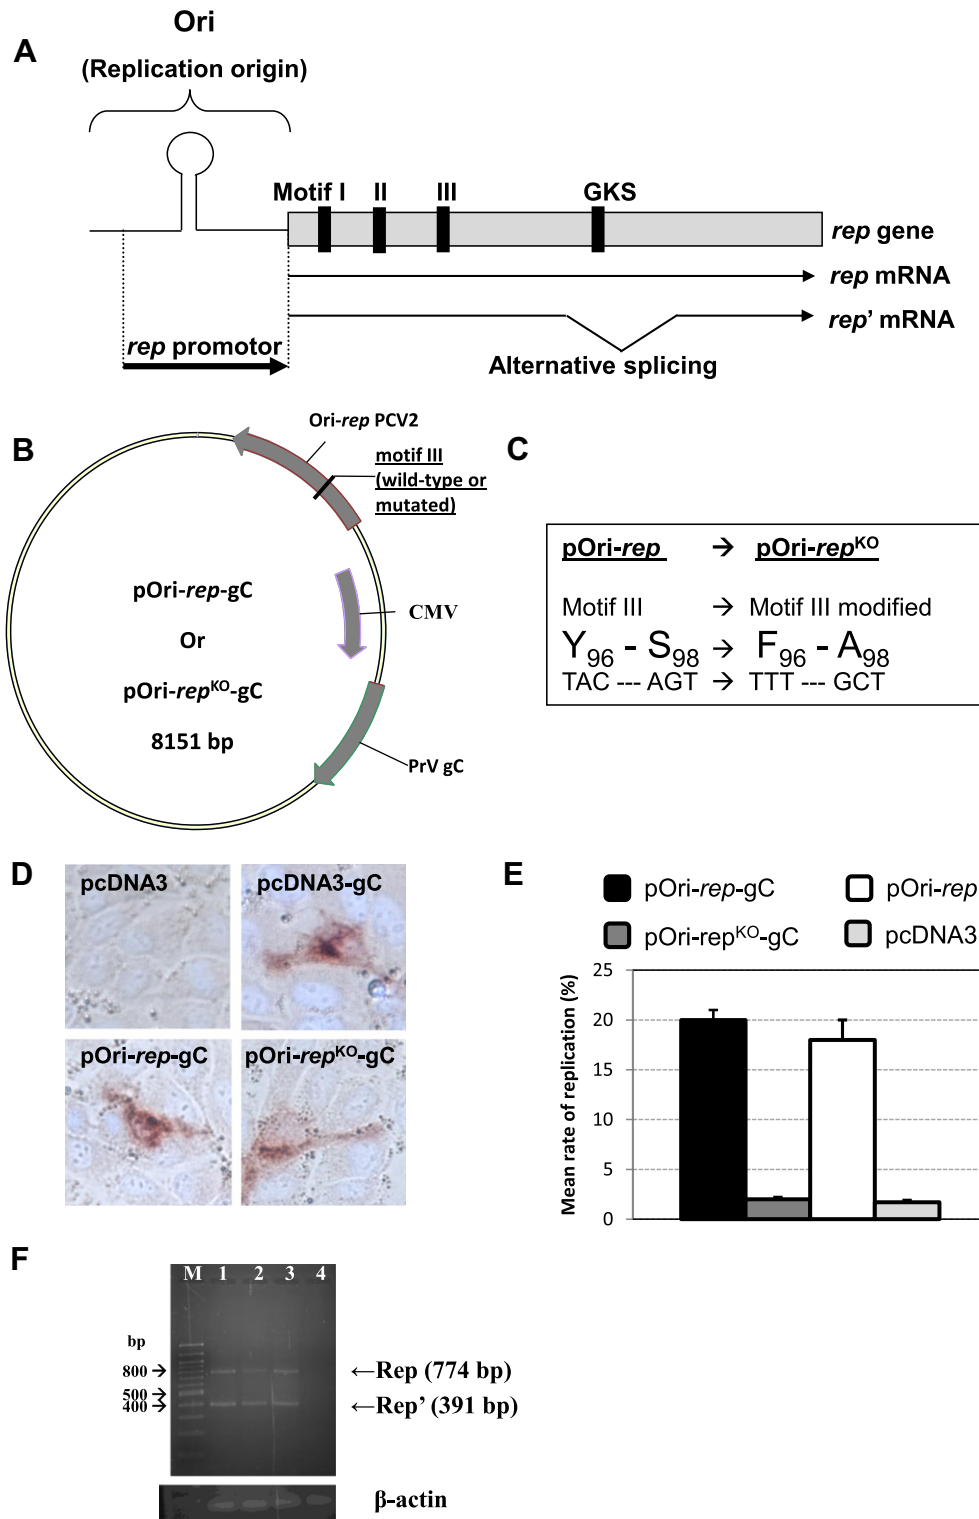 A
Ori
(Replication origin)
Motif I II III GKS
rep gene
rep mRNA
rep' mRNA
rep promotor
Alternative splicing
B
Ori-rep PCV2
motif III
(wild-type or
mutated)
pOri-rep-gC
Or
pOri-repKO-gC
8151 bp
CMV
PrV gC
C
pOri-rep → pOri-repKO
Motif III → Motif III modified
Y96 - S98 → F96 - A98
TAC --- AGT → TTT --- GCT
D
pcDNA3 pcDNA3-gC
pOri-rep-gC pOri-repKO-gC
E
pOri-rep-gC pOri-rep
pOri-repKO-gC pcDNA3
Mean rate of replication (%)
25
20
15
10
5
0
F
M 1 2 3 4
bp
800 →
500 →
400 →
←Rep (774 bp)
←Rep' (391 bp)
β-actin